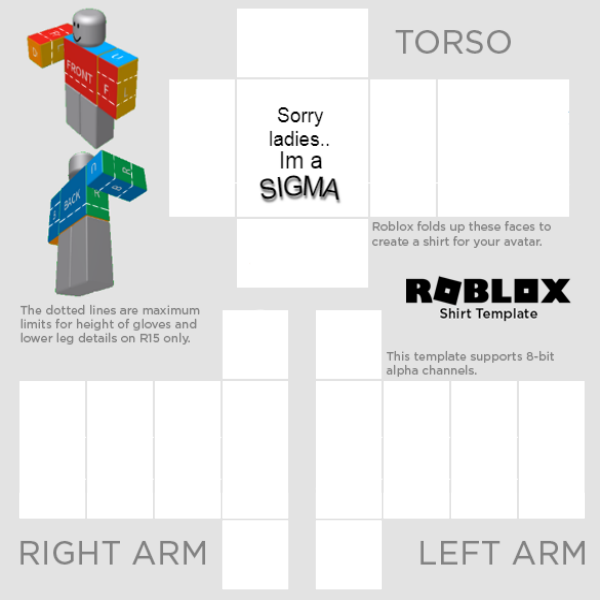 TORSO
FRONT
F
L
R
D
U
Sorry
ladies..
Im a
SIGMA
BACK
Roblox folds up these faces to
create a shirt for your avatar.
ROBLOX
Shirt Template
The dotted lines are maximum
limits for height of gloves and
lower leg details on R15 only.
This template supports 8-bit
alpha channels.
RIGHT ARM
LEFT ARM